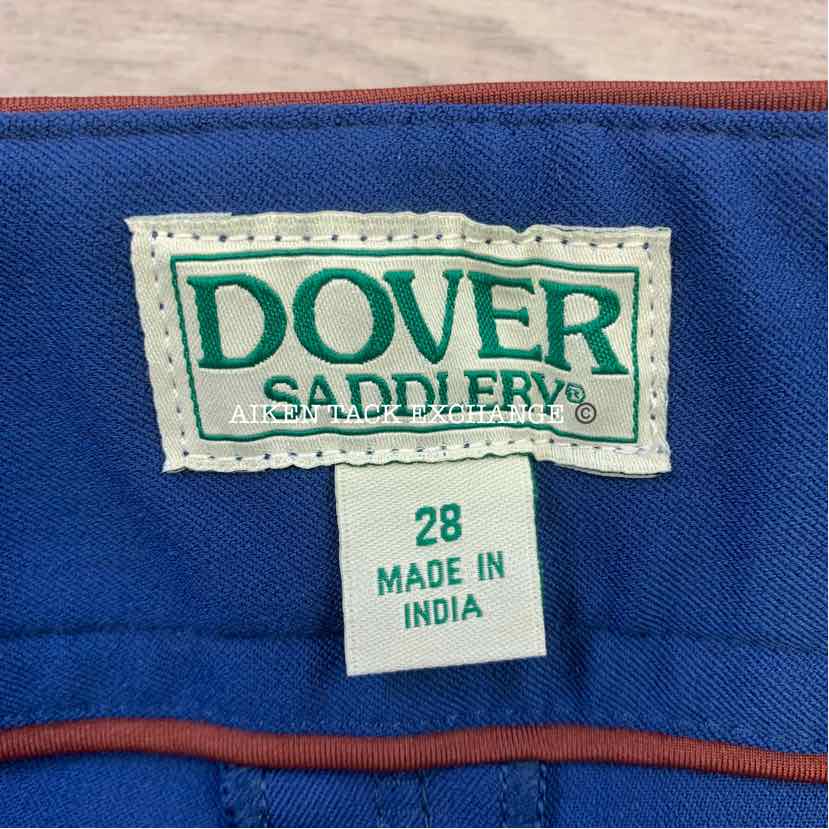 DOVER
SADDLERY®
AIKEN TACK EXCHANGE ©
28
MADE IN
INDIA